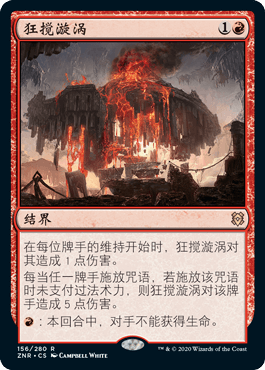 狂搅漩涡 1
结界
在每位牌手的维持开始时，狂搅漩涡对
其造成1点伤害。
每当任一牌手施放咒语，若施放该咒语
时未支付过法术力，则狂搅漩涡对该牌
手造成5点伤害。
：本回合中，对手不能获得生命。
156/280 R
ZNR • CS CAMPBELL WHITE
™ & © 2020 Wizards of the Coast